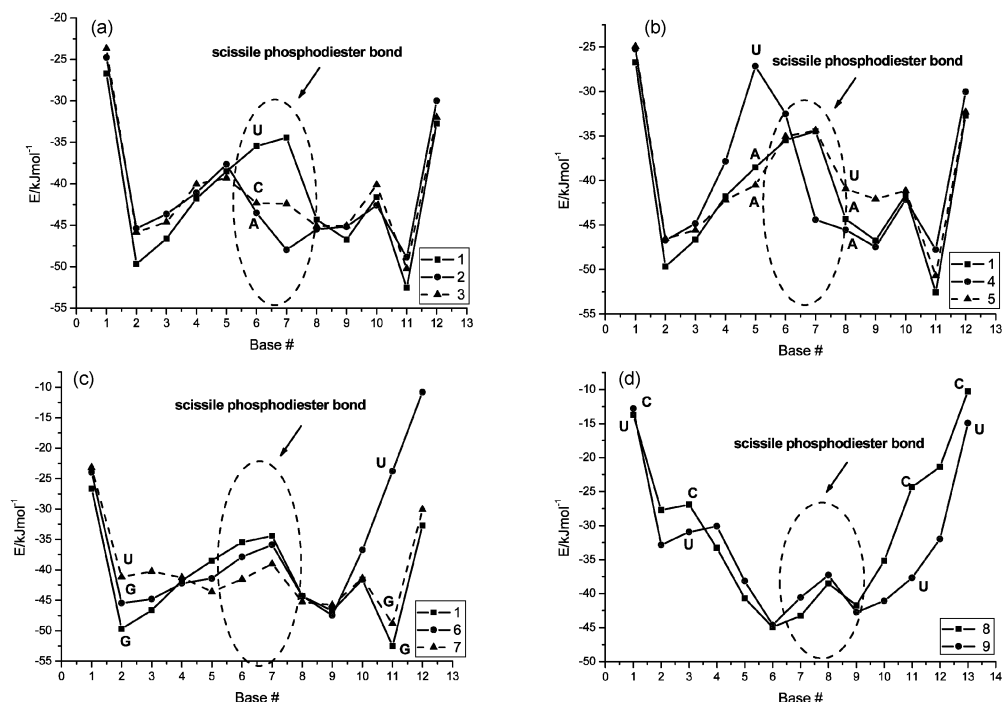 (a)
scissile phosphodiester bond
E/kJmol-1
-20
-25
-30
-35
-40
-45
-50
-55
U
C
A
1
2
3
0 1 2 3 4 5 6 7 8 9 10 11 12 13
Base #
(b)
scissile phosphodiester bond
E/kJmol-1
-25
-30
-35
-40
-45
-50
-55
U
A
A
U
A
A
1
4
5
0 1 2 3 4 5 6 7 8 9 10 11 12 13
Base #
(c)
scissile phosphodiester bond
E/kJmol-1
-10
-15
-20
-25
-30
-35
-40
-45
-50
-55
U
U
G
G
G
G
1
6
7
0 1 2 3 4 5 6 7 8 9 10 11 12 13
Base #
(d)
scissile phosphodiester bond
E/kJmol-1
-10
-15
-20
-25
-30
-35
-40
-45
-50
C
U
C
U
C
C
U
U
8
9
0 1 2 3 4 5 6 7 8 9 10 11 12 13 14
Base #